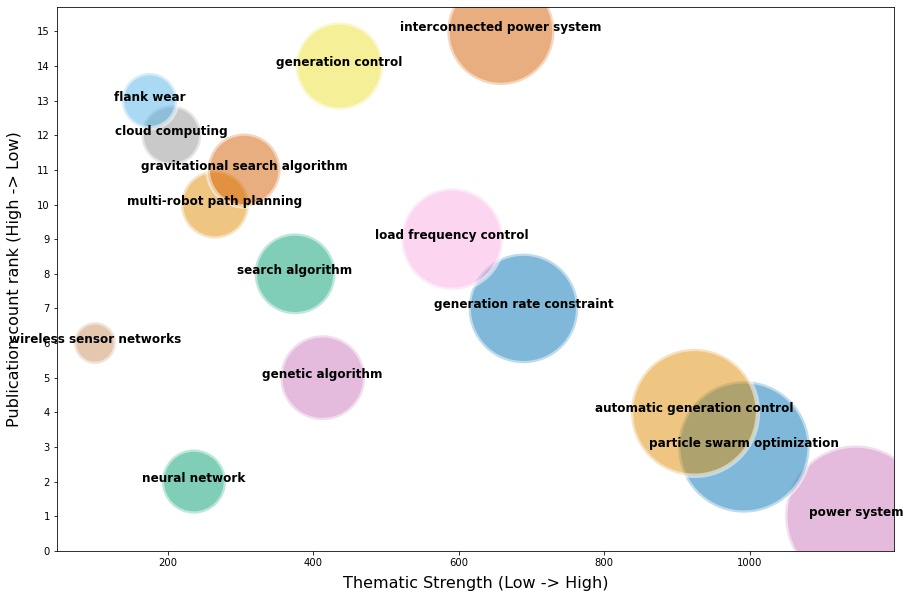 interconnected power system
15
generation control
14
flank wear
13
cloud computing
12
gravitational search algorithm
11
multi-robot path planning
10
load frequency control
9
search algorithm
8
generation rate constraint
7
wireless sensor networks
6
genetic algorithm
5
automatic generation control
4
particle swarm optimization
3
neural network
2
power system
1
0
200 400 600 800 1000
Thematic Strength (Low -> High)
Publication count rank (High -> Low)